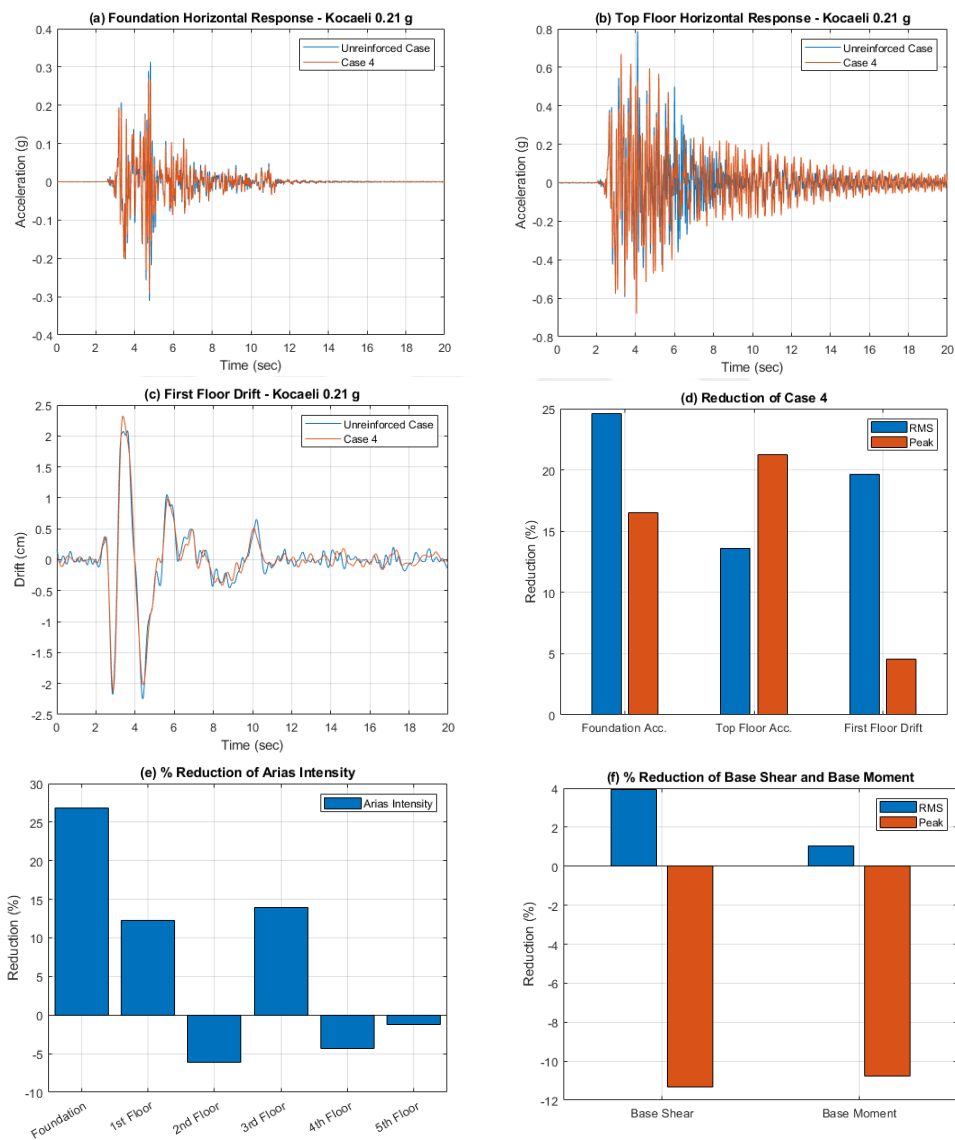 (a) Foundation Horizontal Response - Kocaeli 0.21 g
Unreinforced Case
Case 4
Acceleration (g)
0.4
0.3
0.2
0.1
0
-0.1
-0.2
-0.3
-0.4
0 2 4 6 8 10 12 14 16 18 20
Time (sec)
(b) Top Floor Horizontal Response - Kocaeli 0.21 g
Unreinforced Case
Case 4
Acceleration (g)
0.8
0.6
0.4
0.2
0
-0.2
-0.4
-0.6
-0.8
0 2 4 6 8 10 12 14 16 18 20
Time (sec)
(c) First Floor Drift - Kocaeli 0.21 g
Unreinforced Case
Case 4
Drift (cm)
2.5
2
1.5
1
0.5
0
-0.5
-1
-1.5
-2
-2.5
0 2 4 6 8 10 12 14 16 18 20
Time (sec)
(d) Reduction of Case 4
RMS
Peak
Reduction (%)
25
20
15
10
5
0
Foundation Acc. Top Floor Acc. First Floor Drift
(e) % Reduction of Arias Intensity
Arias Intensity
Reduction (%)
30
25
20
15
10
5
0
-5
-10
Foundation 1st Floor 2nd Floor 3rd Floor 4th Floor 5th Floor
(f) % Reduction of Base Shear and Base Moment
RMS
Peak
Reduction (%)
4
2
0
-2
-4
-6
-8
-10
-12
Base Shear Base Moment